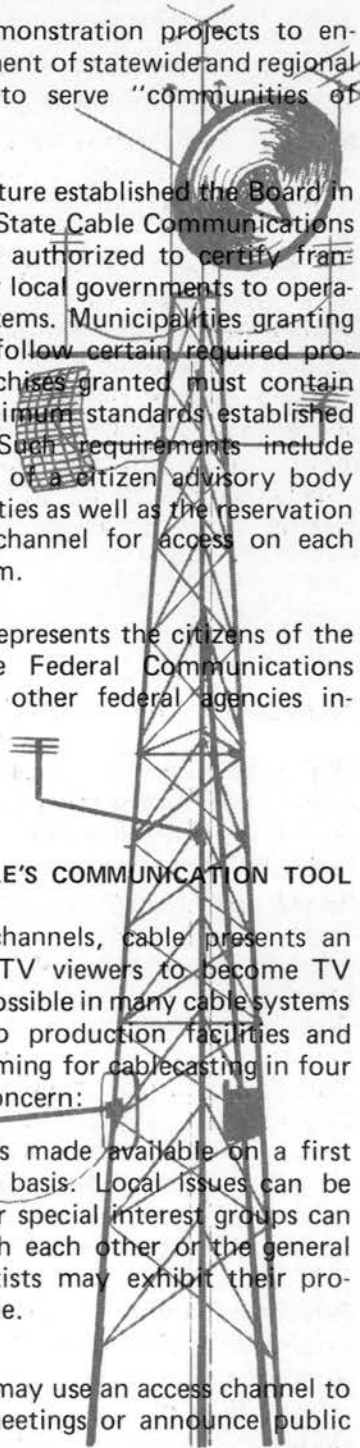 monstration projects to en-
ment of statewide and regional
to serve "communities of
ture established the Board in
State Cable Communications
authorized to certify fran-
local governments to opera-
tems. Municipalities granting
follow certain required pro-
chises granted must contain
nimum standards established
Such requirements include
of a citizen advisory body
ties as well as the reservation
channel for access on each
m.
epresents the citizens of the
e Federal Communications
other federal agencies in-
LE'S COMMUNICATION TOOL
channels, cable presents an
TV viewers to become TV
ossible in many cable systems
o production facilities and
ming for cablecasting in four
oncern:
s made available on a first
basis. Local issues can be
r special interest groups can
h each other or the general
tists may exhibit their pro-
e.
may use an access channel to
neetings or announce public